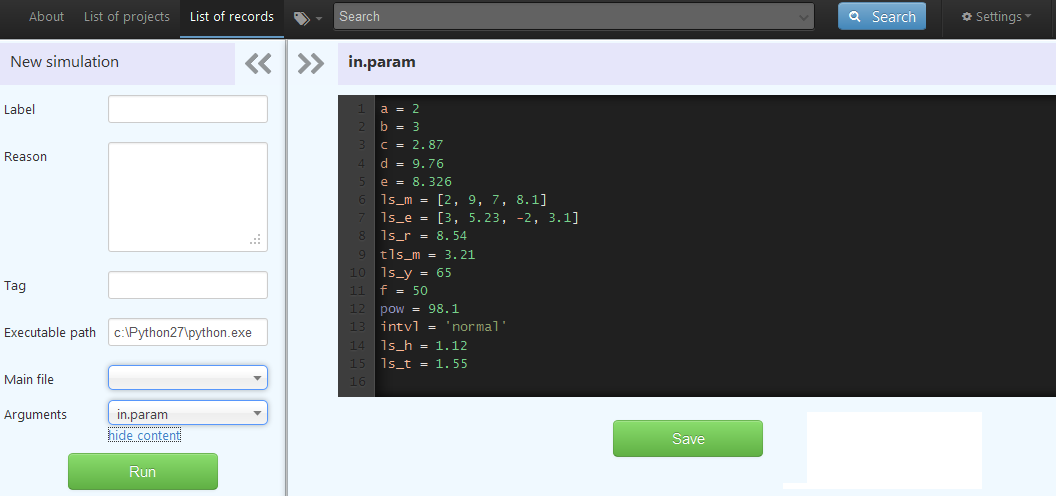 About List of projects List of records Search Search Settings
New simulation
in.param
Label
Reason
Tag
Executable path c:\Python27\python.exe
Main file
Arguments in.param
hide content
Run
1 a = 2
2 b = 3
3 c = 2.87
4 d = 9.76
5 e = 8.326
6 ls_m = [2, 9, 7, 8.1]
7 ls_e = [3, 5.23, -2, 3.1]
8 ls_r = 8.54
9 tls_m = 3.21
10 ls_y = 65
11 f = 50
12 pow = 98.1
13 intvl = 'normal'
14 ls_h = 1.12
15 ls_t = 1.55
16
Save